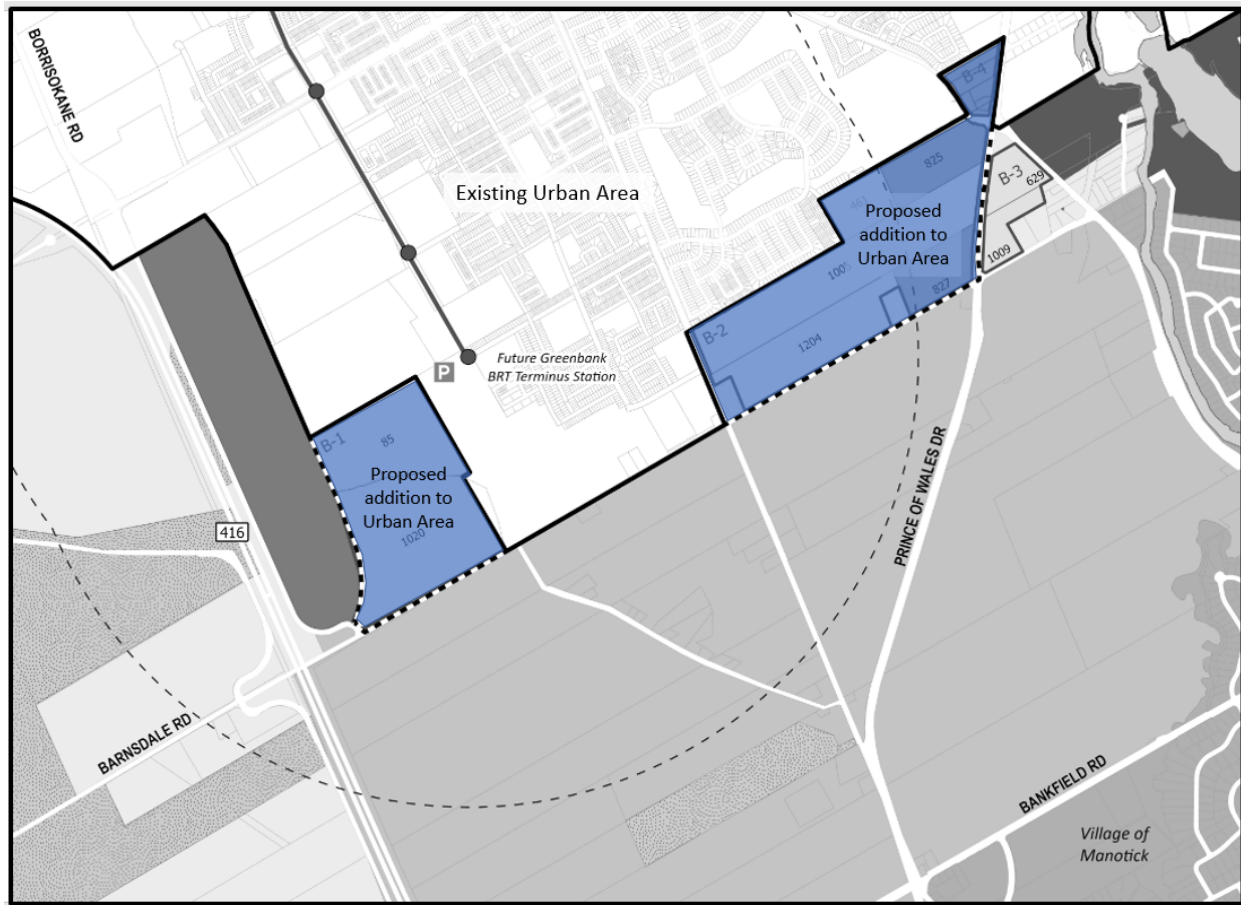 BORRISOKANE RD
B-4
825
B-3
629
Existing Urban Area
461
Proposed
addition to
Urban Area
1009
1005
827
B-2
1204
Future Greenbank
BRT Terminus Station
P
B-1
85
Proposed
addition to
Urban Area
1020
416
PRINCE OF WALES DR
BARNSDALE RD
BANKFIELD RD
Village of
Manotick